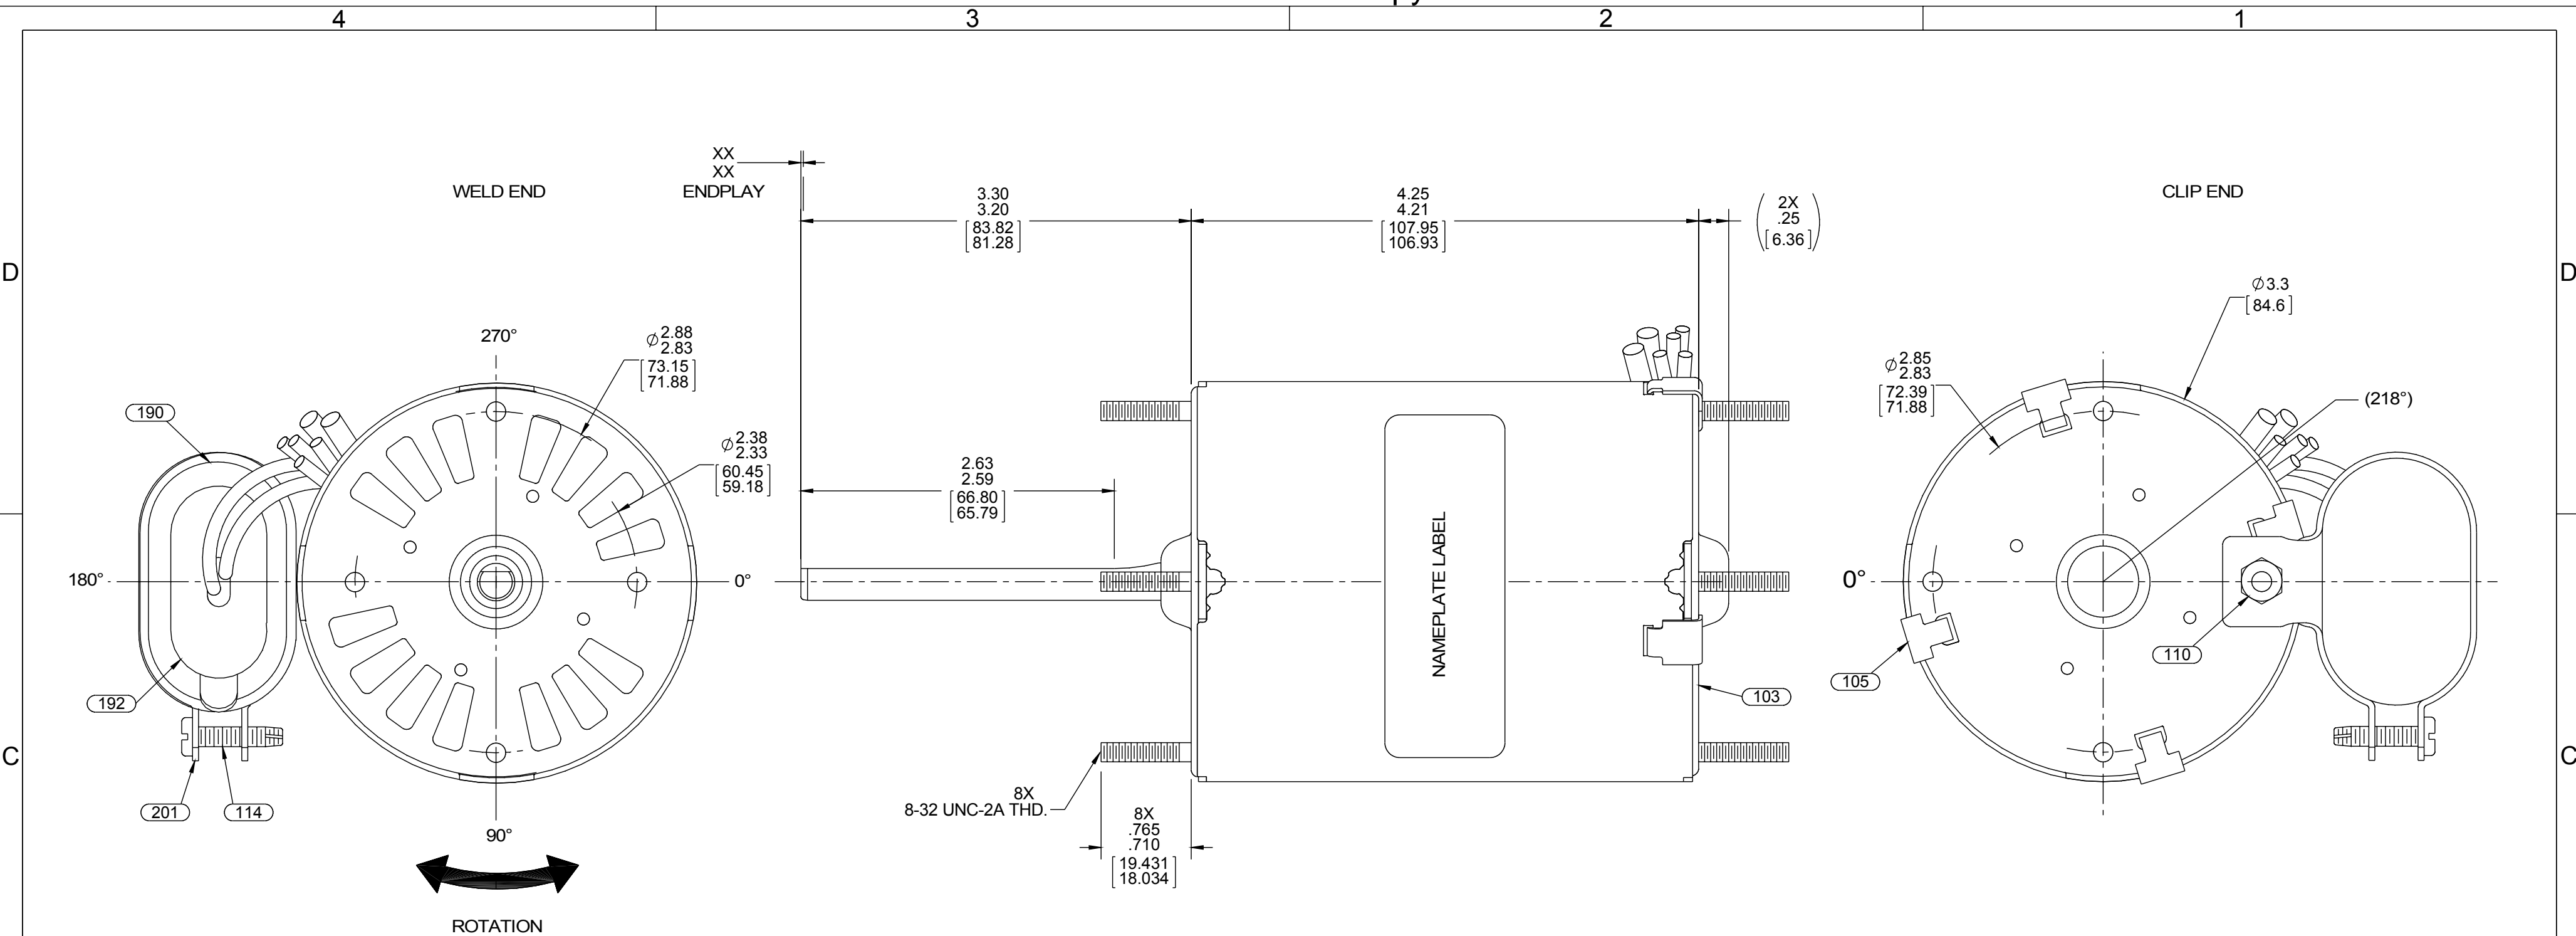 4
3
2
1
D
D
C
C
WELD END
XX
XX
ENDPLAY
3.30
3.20
[83.82]
[81.28]
4.25
4.21
[107.95]
[106.93]
(2X
.25
[6.36])
CLIP END
270°
Ø2.88
2.83
[73.15]
[71.88]
Ø2.38
2.33
[60.45]
[59.18]
190
180°
0°
192
201
114
90°
ROTATION
2.63
2.59
[66.80]
[65.79]
NAMEPLATE LABEL
103
8X
8-32 UNC-2A THD.
8X
.765
.710
[19.431]
[18.034]
Ø3.3
[84.6]
Ø2.85
2.83
[72.39]
[71.88]
(218°)
0°
105
110